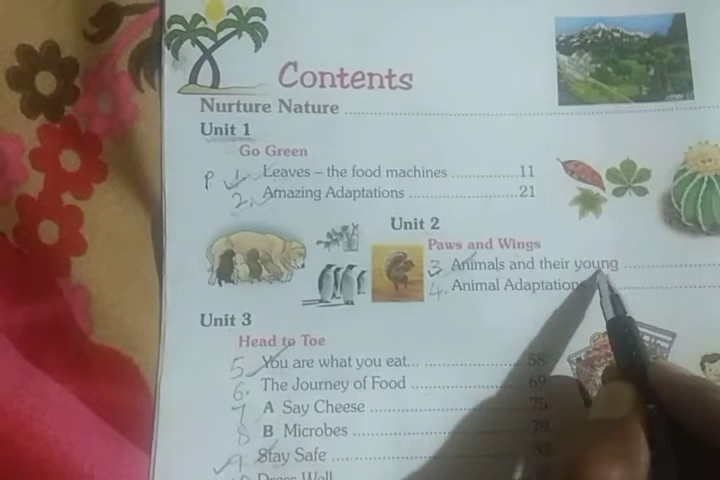 Contents
Nurture Nature
Unit 1
Go Green
P 1. Leaves – the food machines 11
2. Amazing Adaptations 21
Unit 2
Paws and Wings
3 Animals and their young
4. Animal Adaptations
Unit 3
Head to Toe
5. You are what you eat... 58
6. The Journey of Food 69
7 A Say Cheese 75
8 B Microbes 79
9 Stay Safe